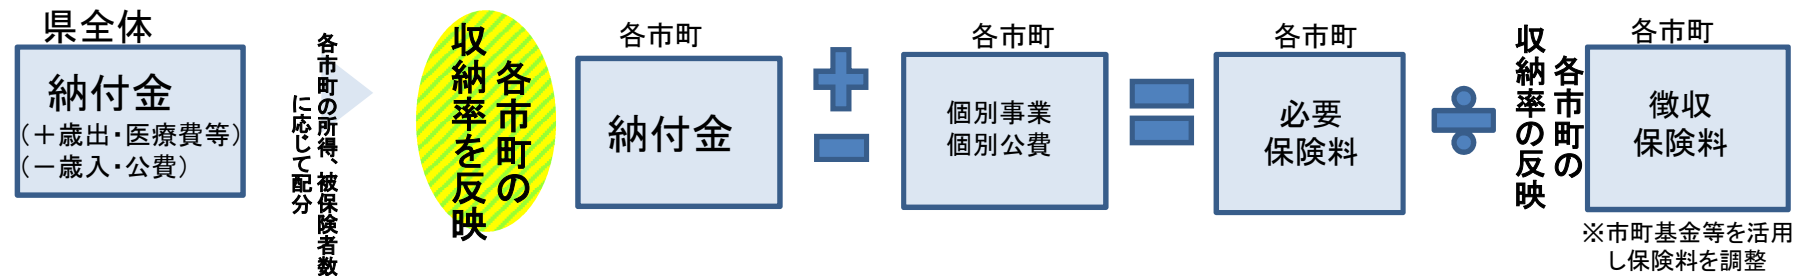 県全体
納付金
(＋歳出・医療費等)
(－歳入・公費)
各市町の所得、被保険者数
に応じて配分
各市町の
収納率を反映
各市町
納付金
各市町
個別事業
個別公費
各市町
必要
保険料
各市町の
収納率の反映
各市町
徴収
保険料
※市町基金等を活用
し保険料を調整